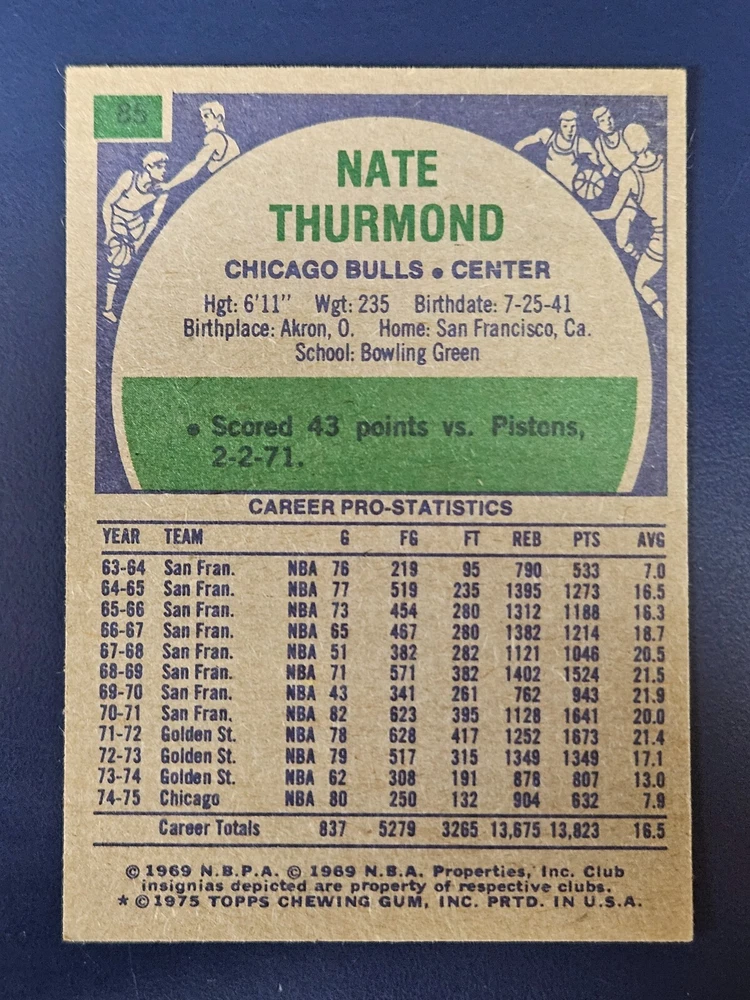 85
NATE
THURMOND
CHICAGO BULLS • CENTER
Hgt: 6'11" Wgt: 235 Birthdate: 7-25-41
Birthplace: Akron, O. Home: San Francisco, Ca.
School: Bowling Green
• Scored 43 points vs. Pistons,
2-2-71.
CAREER PRO-STATISTICS
YEAR TEAM G FG FT REB PTS AVG
63-64 San Fran. NBA 76 219 95 790 533 7.0
64-65 San Fran. NBA 77 519 235 1395 1273 16.5
65-66 San Fran. NBA 73 454 280 1312 1188 16.3
66-67 San Fran. NBA 65 467 280 1382 1214 18.7
67-68 San Fran. NBA 51 382 282 1121 1046 20.5
68-69 San Fran. NBA 71 571 382 1402 1524 21.5
69-70 San Fran. NBA 43 341 261 762 943 21.9
70-71 San Fran. NBA 82 623 395 1128 1641 20.0
71-72 Golden St. NBA 78 628 417 1252 1673 21.4
72-73 Golden St. NBA 79 517 315 1349 1349 17.1
73-74 Golden St. NBA 62 308 191 878 807 13.0
74-75 Chicago NBA 80 250 132 904 632 7.9
Career Totals 837 5279 3265 13,675 13,823 16.5
© 1969 N.B.P.A. © 1969 N.B.A. Properties, Inc. Club
insignias depicted are property of respective clubs.
* © 1975 TOPPS CHEWING GUM, INC. PRTD. IN U.S.A.